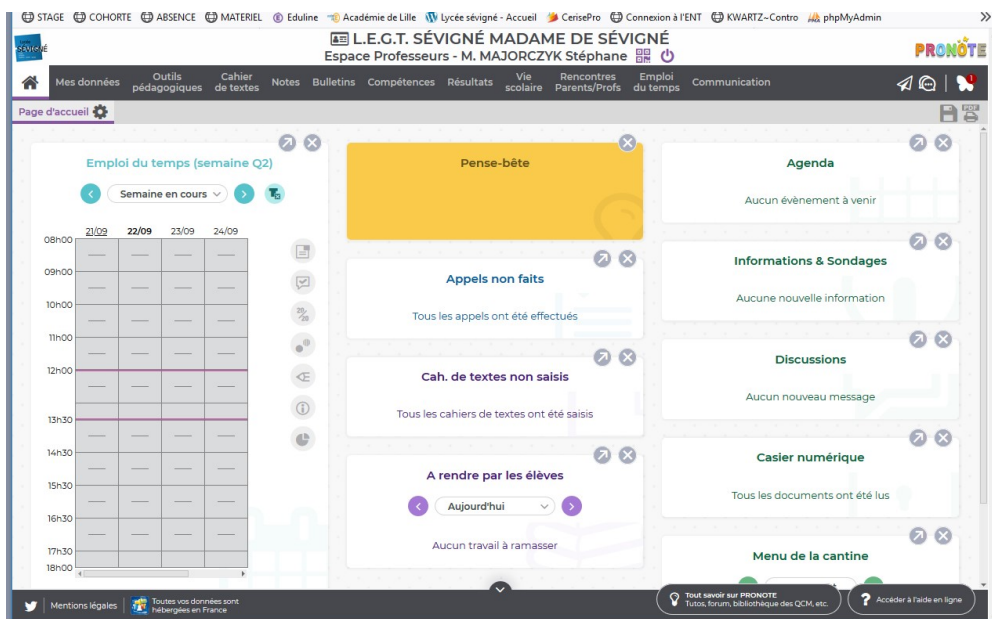 STAGE COHORTE ABSENCE MATERIEL Eduline Académie de Lille Lycée sévigné - Accueil CerisePro Connexion à l'ENT KWARTZ~Contro phpMyAdmin
L.E.G.T. SÉVIGNÉ MADAME DE SÉVIGNÉ
Espace Professeurs - M. MAJORCZYK Stéphane
PRONOTE
Mes données
Outils pédagogiques
Cahier de textes
Notes
Bulletins
Compétences
Résultats
Vie scolaire
Rencontres Parents/Profs
Emploi du temps
Communication
Page d'accueil
PDF
Emploi du temps (semaine Q2)
Semaine en cours
21/09 22/09 23/09 24/09
08h00
09h00
10h00
11h00
12h00
13h30
14h30
15h30
16h30
17h30
18h00
Pense-bête
Appels non faits
Tous les appels ont été effectués
Cah. de textes non saisis
Tous les cahiers de textes ont été saisis
A rendre par les élèves
Aujourd'hui
Aucun travail à ramasser
Agenda
Aucun évènement à venir
Informations & Sondages
Aucune nouvelle information
Discussions
Aucun nouveau message
Casier numérique
Tous les documents ont été lus
Menu de la cantine
Mentions légales
Toutes vos données sont
hébergées en France
Tout savoir sur PRONOTE
Tutos, forum, bibliothèque des QCM, etc.
? Accéder à l'aide en ligne